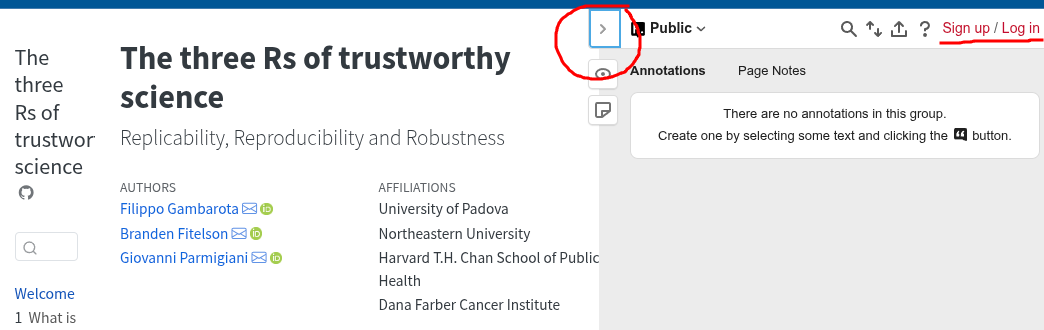 The
three
Rs of
trustwor
science
Welcome
1 What is
The three Rs of trustworthy
science
Replicability, Reproducibility and Robustness
AUTHORS
Filippo Gambarota
Branden Fitelson
Giovanni Parmigiani
AFFILIATIONS
University of Padova
Northeastern University
Harvard T.H. Chan School of Public
Health
Dana Farber Cancer Institute
Public
Sign up / Log in
Annotations Page Notes
There are no annotations in this group.
Create one by selecting some text and clicking the button.